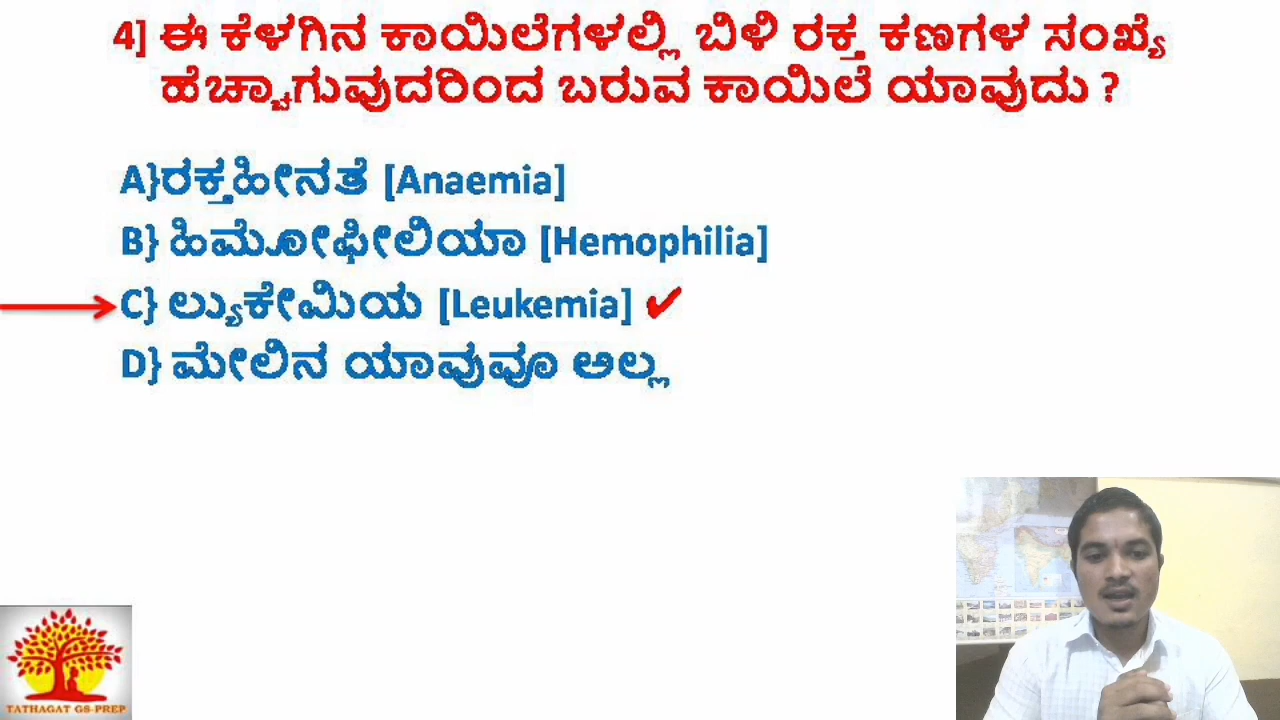 4] ಈ ಕೆಳಗಿನ ಕಾಯಿಲೆಗಳಲ್ಲಿ ಬಿಳಿ ರಕ್ತ ಕಣಗಳ ಸಂಖ್ಯೆ
ಹೆಚ್ಚಾಗುವುದರಿಂದ ಬರುವ ಕಾಯಿಲೆ ಯಾವುದು ?
A}ರಕ್ತಹೀನತೆ [Anaemia]
B} ಹಿಮೋಫೀಲಿಯಾ [Hemophilia]
C} ಲ್ಯುಕೇಮಿಯ [Leukemia] ✔
D} ಮೇಲಿನ ಯಾವುವೂ ಅಲ್ಲ
TATHAGAT GS-PREP